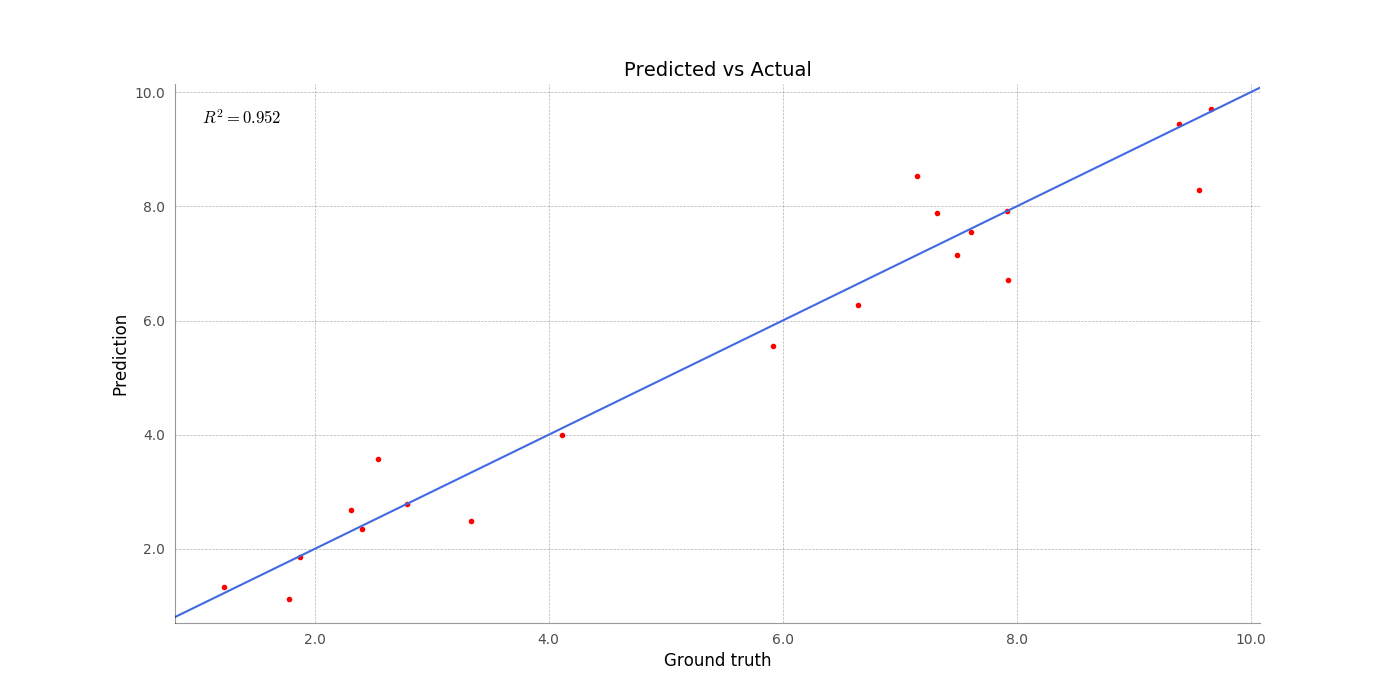 Predicted vs Actual
10.0
R² = 0.952
8.0
6.0
Prediction
4.0
2.0
2.0 4.0 6.0 8.0 10.0
Ground truth